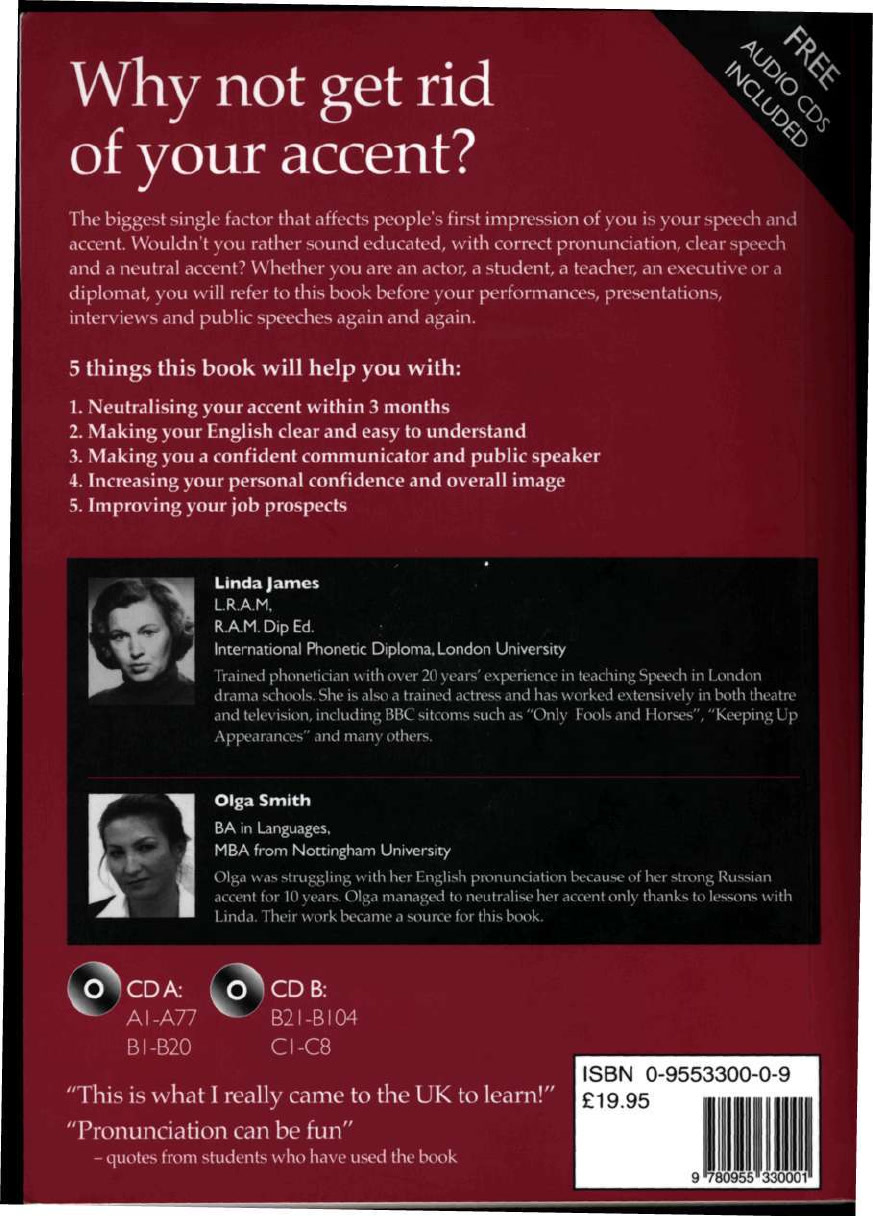 Why not get rid
of your accent?
FREE
AUDIO CDS
INCLUDED
The biggest single factor that affects people's first impression of you is your speech and
accent. Wouldn't you rather sound educated, with correct pronunciation, clear speech
and a neutral accent? Whether you are an actor, a student, a teacher, an executive or a
diplomat, you will refer to this book before your performances, presentations,
interviews and public speeches again and again.
5 things this book will help you with:
1. Neutralising your accent within 3 months
2. Making your English clear and easy to understand
3. Making you a confident communicator and public speaker
4. Increasing your personal confidence and overall image
5. Improving your job prospects
Linda James
L.R.A.M,
R.A.M. Dip Ed.
International Phonetic Diploma, London University
Trained phonetician with over 20 years' experience in teaching Speech in London
drama schools. She is also a trained actress and has worked extensively in both theatre
and television, including BBC sitcoms such as "Only Fools and Horses", "Keeping Up
Appearances" and many others.
Olga Smith
BA in Languages,
MBA from Nottingham University
Olga was struggling with her English pronunciation because of her strong Russian
accent for 10 years. Olga managed to neutralise her accent only thanks to lessons with
Linda. Their work became a source for this book.
CD A:
A1-A77
B1-B20
CD B:
B21-B104
C1-C8
"This is what I really came to the UK to learn!"
"Pronunciation can be fun"
– quotes from students who have used the book
ISBN 0-9553300-0-9
£19.95
9 780955 330001